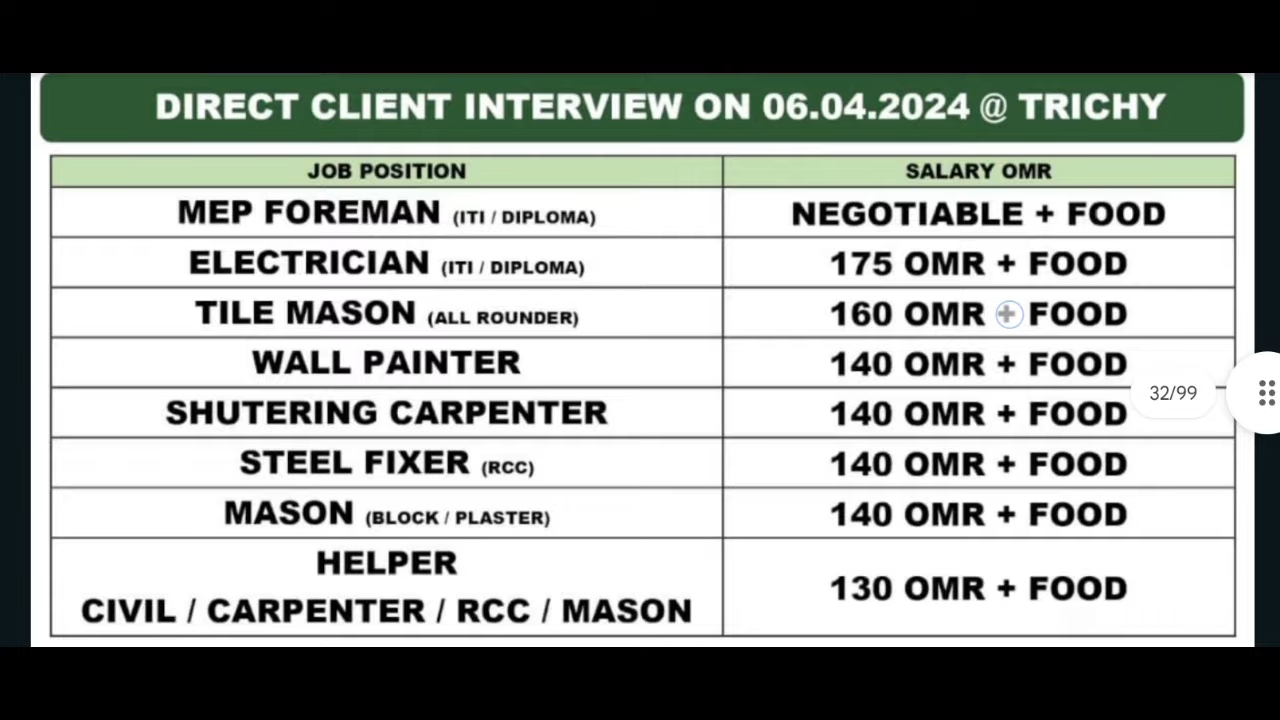 DIRECT CLIENT INTERVIEW ON 06.04.2024 @ TRICHY
JOB POSITION SALARY OMR
MEP FOREMAN (ITI / DIPLOMA) NEGOTIABLE + FOOD
ELECTRICIAN (ITI / DIPLOMA) 175 OMR + FOOD
TILE MASON (ALL ROUNDER) 160 OMR + FOOD
WALL PAINTER 140 OMR + FOOD
32/99
SHUTERING CARPENTER 140 OMR + FOOD
STEEL FIXER (RCC) 140 OMR + FOOD
MASON (BLOCK / PLASTER) 140 OMR + FOOD
HELPER
CIVIL / CARPENTER / RCC / MASON 130 OMR + FOOD